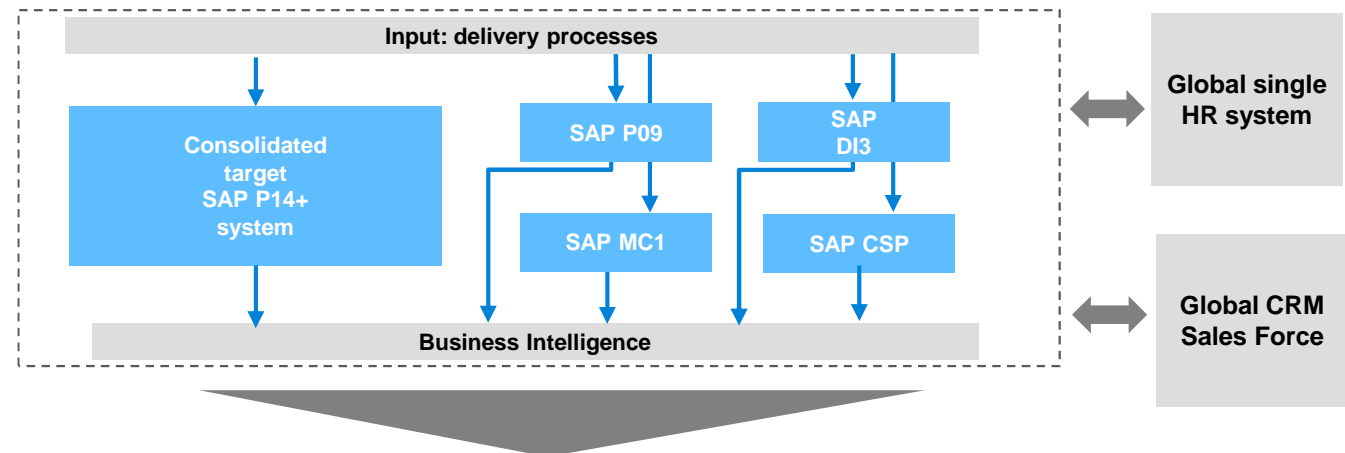 Input: delivery processes
Global single
HR system
Consolidated
target
SAP P14+
system
SAP P09
SAP
DI3
SAP MC1
SAP CSP
Global CRM
Sales Force
Business Intelligence